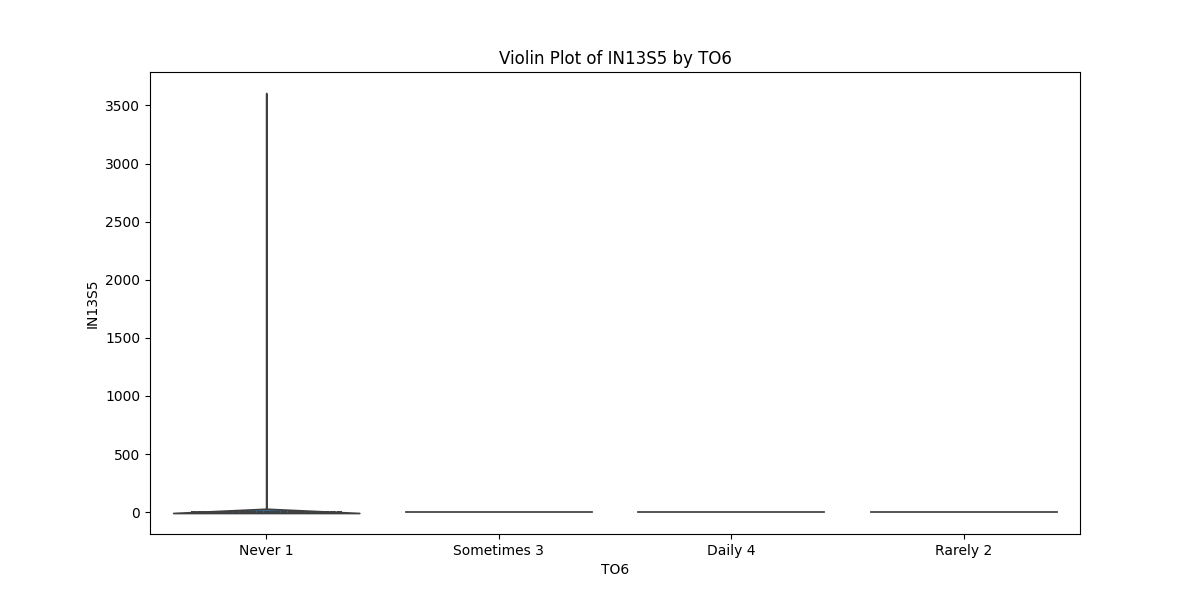 Violin Plot of IN13S5 by TO6
3500
3000
2500
2000
1500
1000
500
0
IN13S5
Never 1
Sometimes 3
Daily 4
Rarely 2
TO6